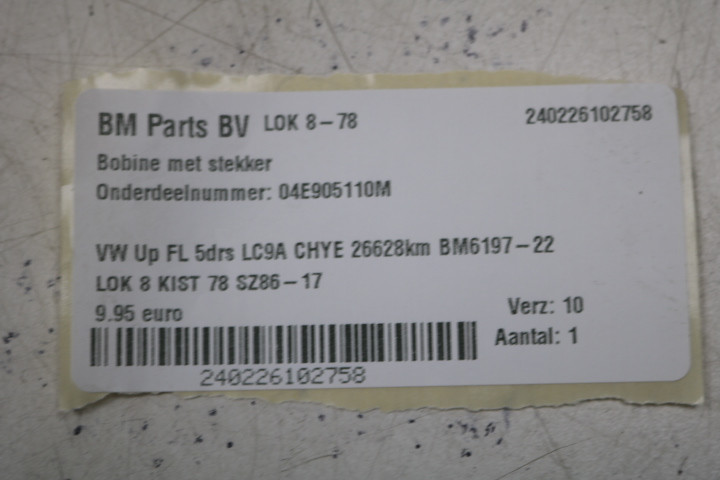 BM Parts BV LOK 8-78 240226102758
Bobine met stekker
Onderdeelnummer: 04E905110M
VW Up FL 5drs LC9A CHYE 26628km BM6197-22
LOK 8 KIST 78 SZ86-17
9.95 euro Verz: 10
Aantal: 1
240226102758